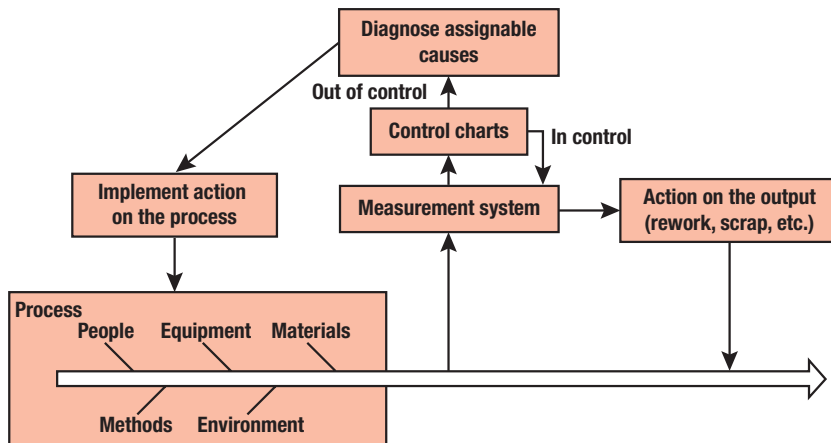 Diagnose assignable
causes
Out of control
Control charts
In control
Implement action
on the process
Measurement system
Action on the output
(rework, scrap, etc.)
Process
People
Equipment
Materials
Methods
Environment